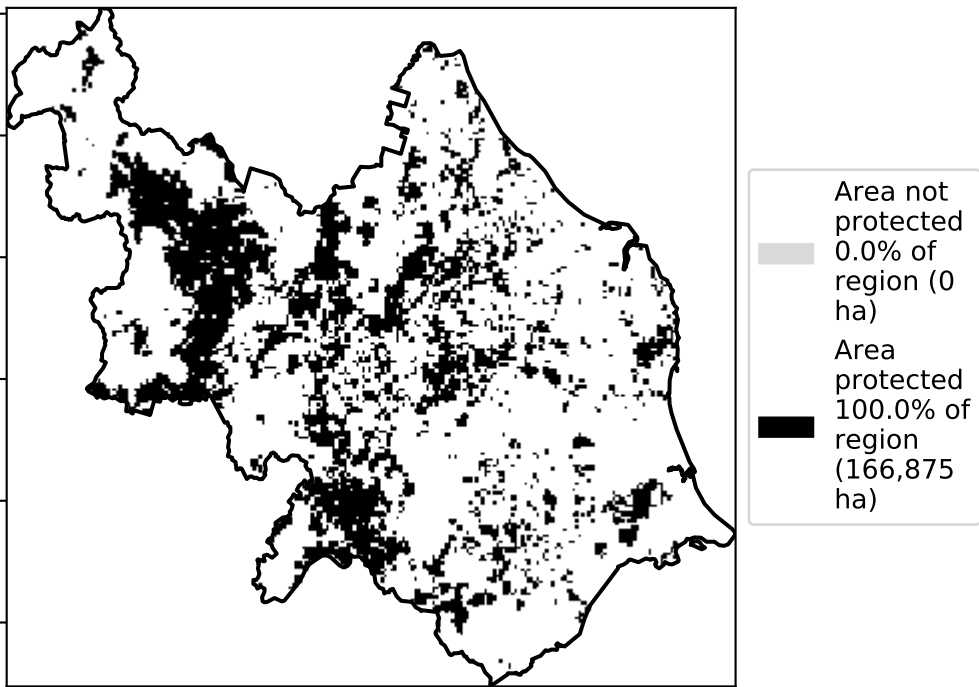 Area not
protected
0.0% of
region (0
ha)
Area
protected
100.0% of
region
(166,875
ha)